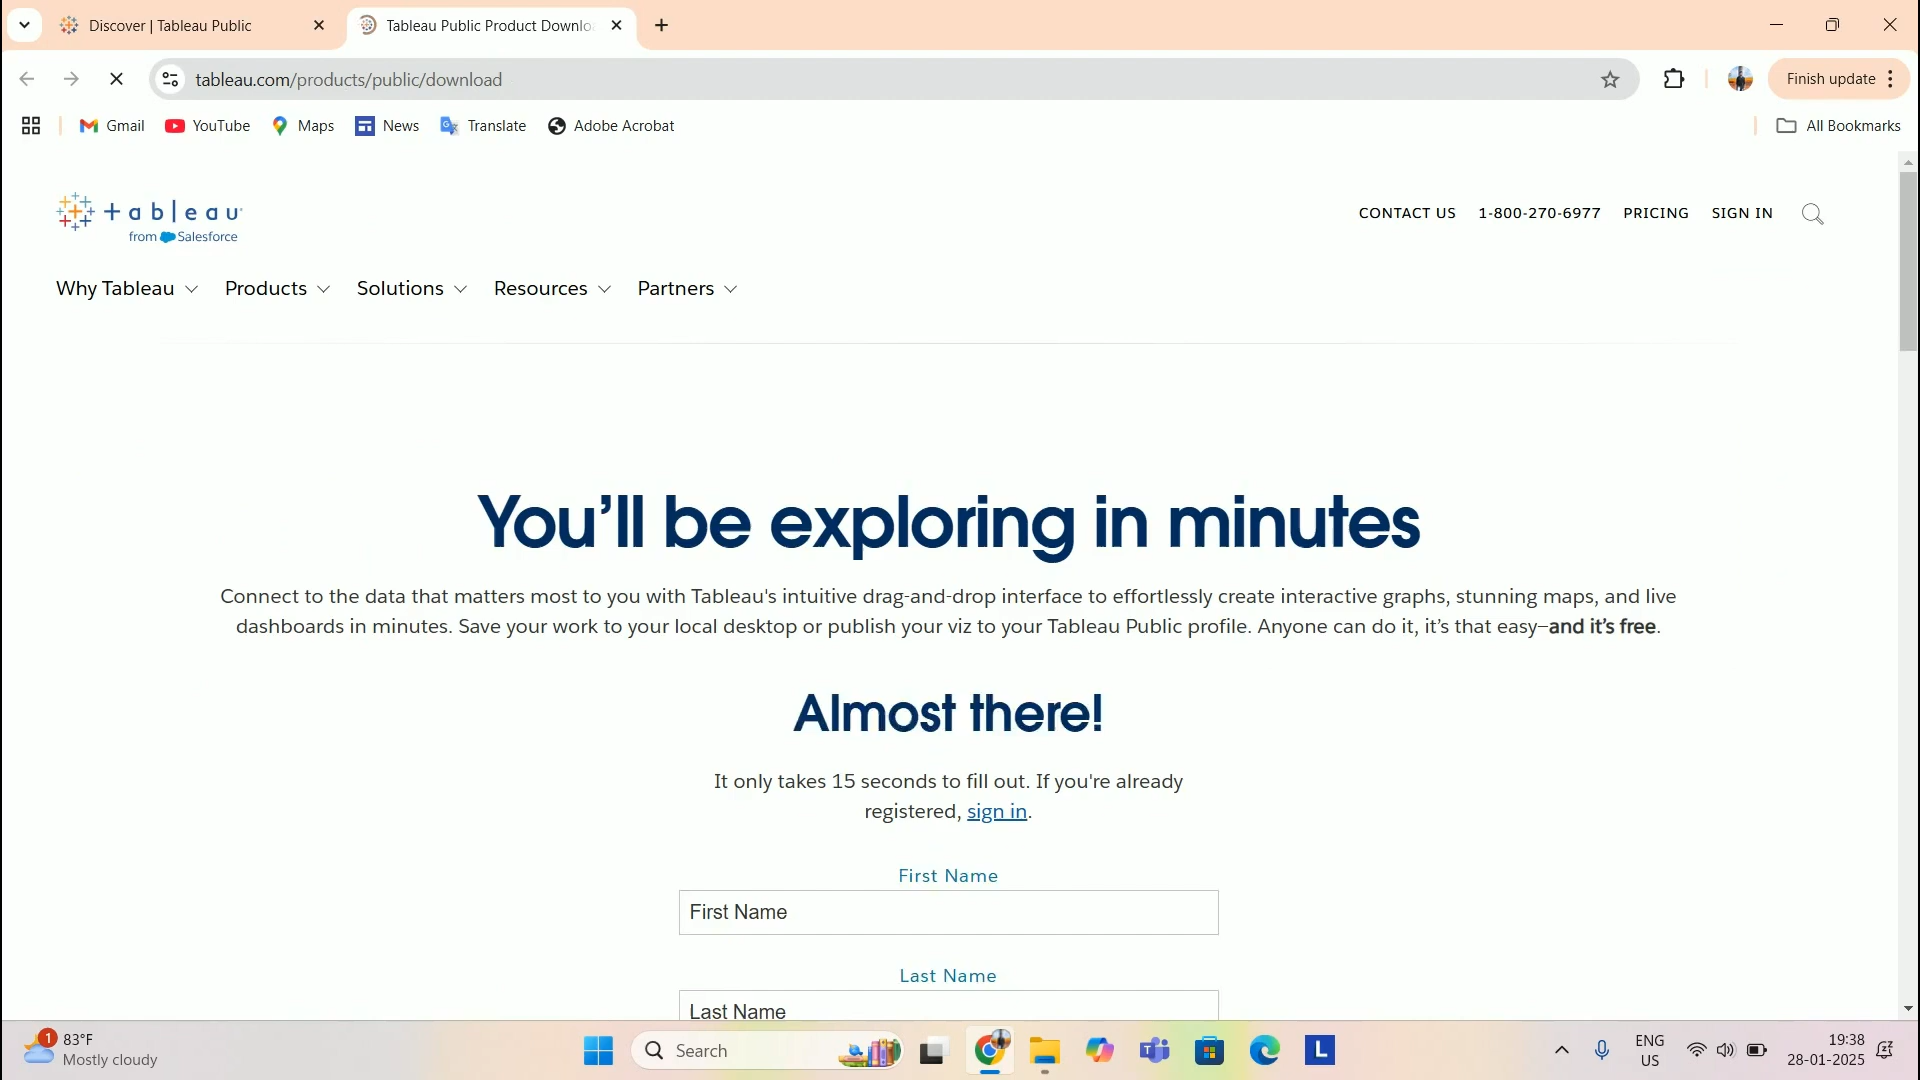 Discover | Tableau Public
Tableau Public Product Downlo
tableau.com/products/public/download
Finish update
Gmail
YouTube
Maps
News
Translate
Adobe Acrobat
All Bookmarks
+ableau
from Salesforce
CONTACT US
1-800-270-6977
PRICING
SIGN IN
Why Tableau
Products
Solutions
Resources
Partners
You’ll be exploring in minutes
Connect to the data that matters most to you with Tableau's intuitive drag-and-drop interface to effortlessly create interactive graphs, stunning maps, and live
dashboards in minutes. Save your work to your local desktop or publish your viz to your Tableau Public profile. Anyone can do it, it’s that easy—and it’s free.
Almost there!
It only takes 15 seconds to fill out. If you're already
registered, sign in.
First Name
First Name
Last Name
Last Name
1
83°F
Mostly cloudy
Search
L
ENG
US
19:38
28-01-2025